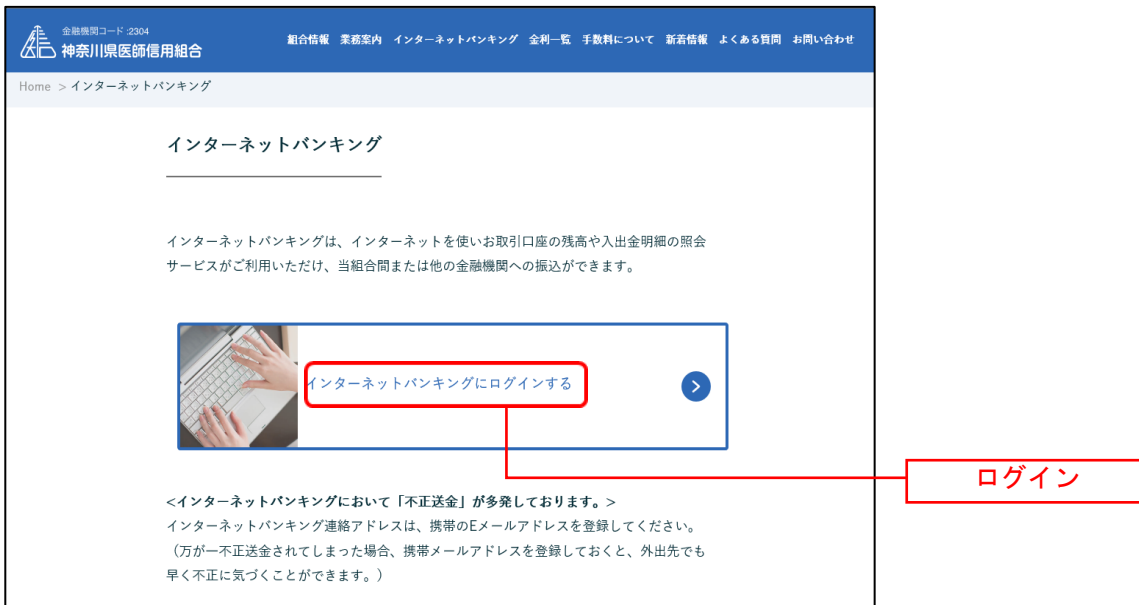 金融機関コード:2304
神奈川県医師信用組合
組合情報 業務案内 インターネットバンキング 金利一覧 手数料について 新着情報 よくある質問 お問い合わせ
Home >インターネットバンキング
インターネットバンキング
インターネットバンキングは、インターネットを使いお取引口座の残高や入出金明細の照会
サービスがご利用いただけ、当組合間または他の金融機関への振込ができます。
インターネットバンキングにログインする
ログイン
<インターネットバンキングにおいて「不正送金」が多発しております。>
インターネットバンキング連絡アドレスは、携帯のEメールアドレスを登録してください。
（万が一不正送金されてしまった場合、携帯メールアドレスを登録しておくと、外出先でも
早く不正に気づくことができます。）